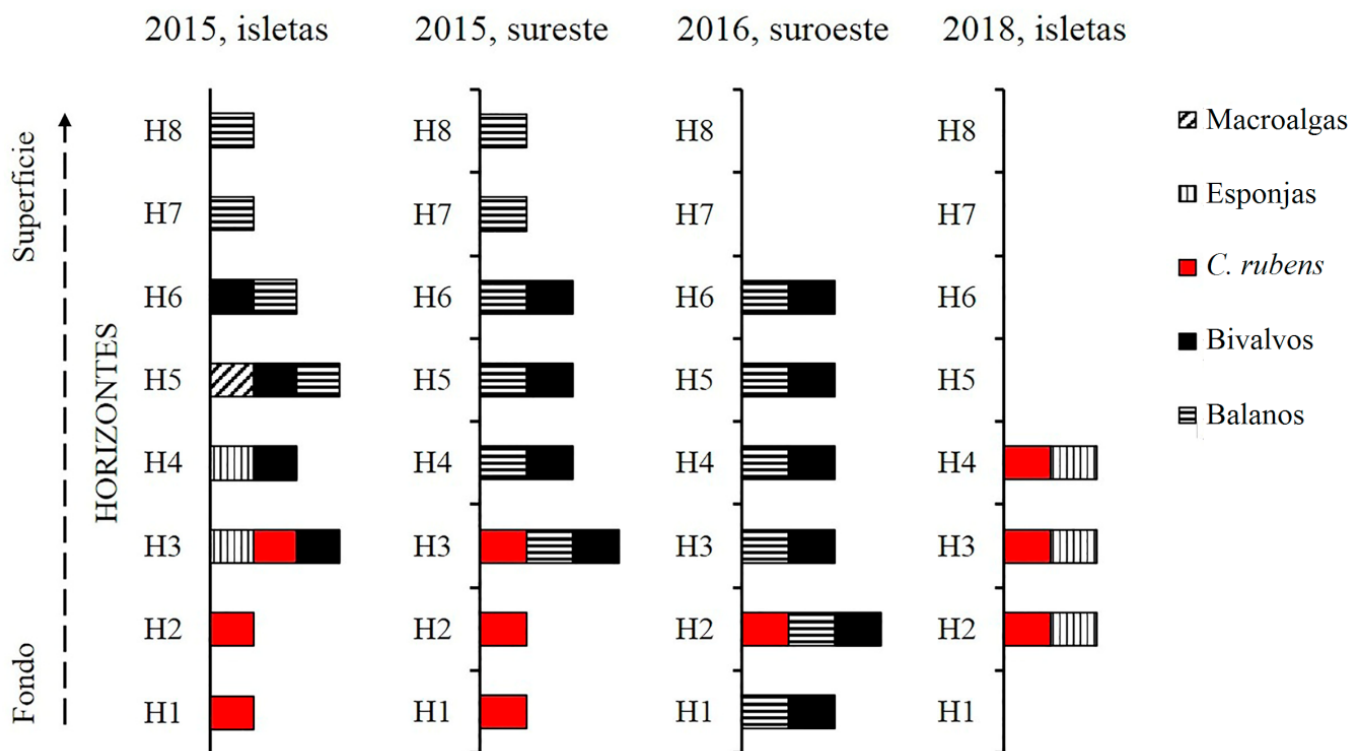 2015, isletas
2015, sureste
2016, suroeste
2018, isletas
Superficie
Fondo
HORIZONTES
H8
H7
H6
H5
H4
H3
H2
H1
H8
H7
H6
H5
H4
H3
H2
H1
H8
H7
H6
H5
H4
H3
H2
H1
H8
H7
H6
H5
H4
H3
H2
H1
Macroalgas
Esponjas
C. rubens
Bivalvos
Balanos